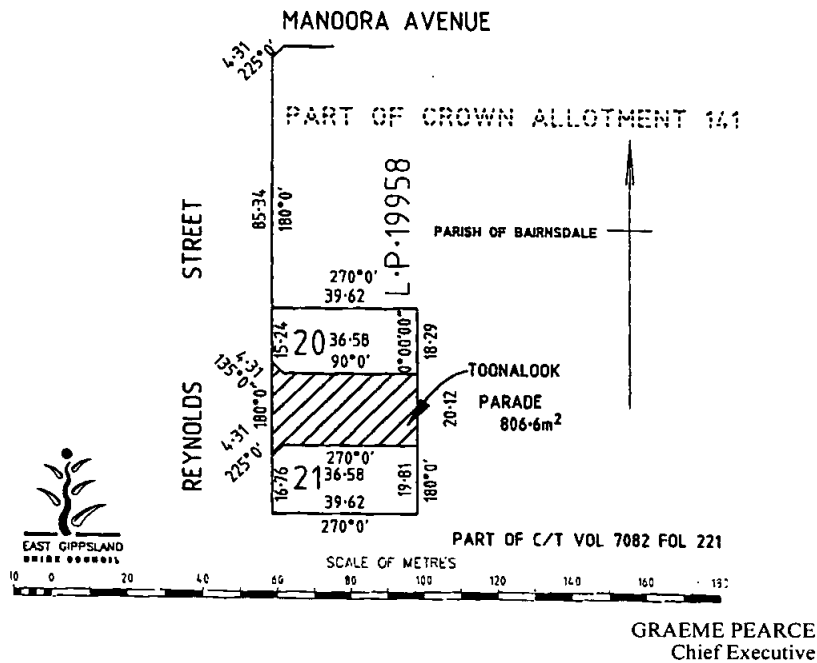 MANOORA AVENUE
4·31
225°0'
PART OF CROWN ALLOTMENT 141
STREET
85·34
180°0'
L·P·19958
PARISH OF BAIRNSDALE
270°0'
39·62
15·24
20
36·58
90°0'
0°00'00"
18·29
4·31
135°0'
TOONALOOK
PARADE
806·6m²
180°0'
20·12
REYNOLDS
4·31
225°0'
270°0'
16·76
21
36·58
39·62
19·81
180°0'
270°0'
EAST GIPPSLAND
SHIRE COUNCIL
PART OF C/T VOL 7082 FOL 221
SCALE OF METRES
10 0 20 40 60 80 100 120 140 160 180
GRAEME PEARCE
Chief Executive